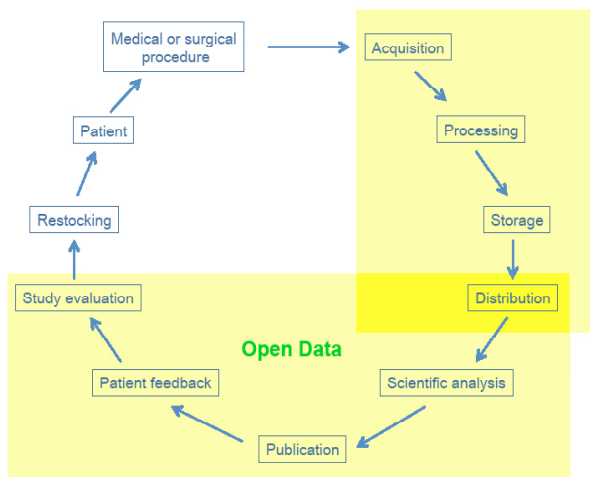 Medical or surgical
procedure
Acquisition
Patient
Processing
Restocking
Storage
Study evaluation
Distribution
Open Data
Patient feedback
Scientific analysis
Publication